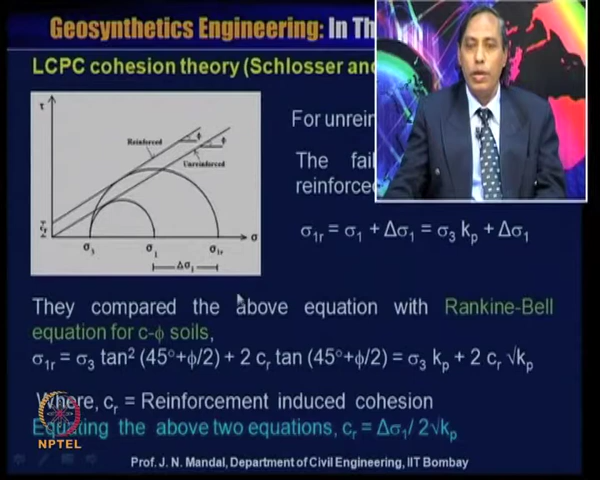 Geosynthetics Engineering: In Th
LCPC cohesion theory (Schlosser and
τ
Reinforced
ϕ
ϕ
Unreinforced
σ3
σ1
σ1r
σ
Δσ1
For unrein
The fail
reinforced
σ1r = σ1 + Δσ1 = σ3 kp + Δσ1
They compared the above equation with Rankine-Bell
equation for c-ϕ soils,
σ1r = σ3 tan² (45°+ϕ/2) + 2 cr tan (45°+ϕ/2) = σ3 kp + 2 cr √kp
Where, cr = Reinforcement induced cohesion
Equating the above two equations, cr = Δσ1/ 2√kp
NPTEL
Prof. J. N. Mandal, Department of Civil Engineering, IIT Bombay